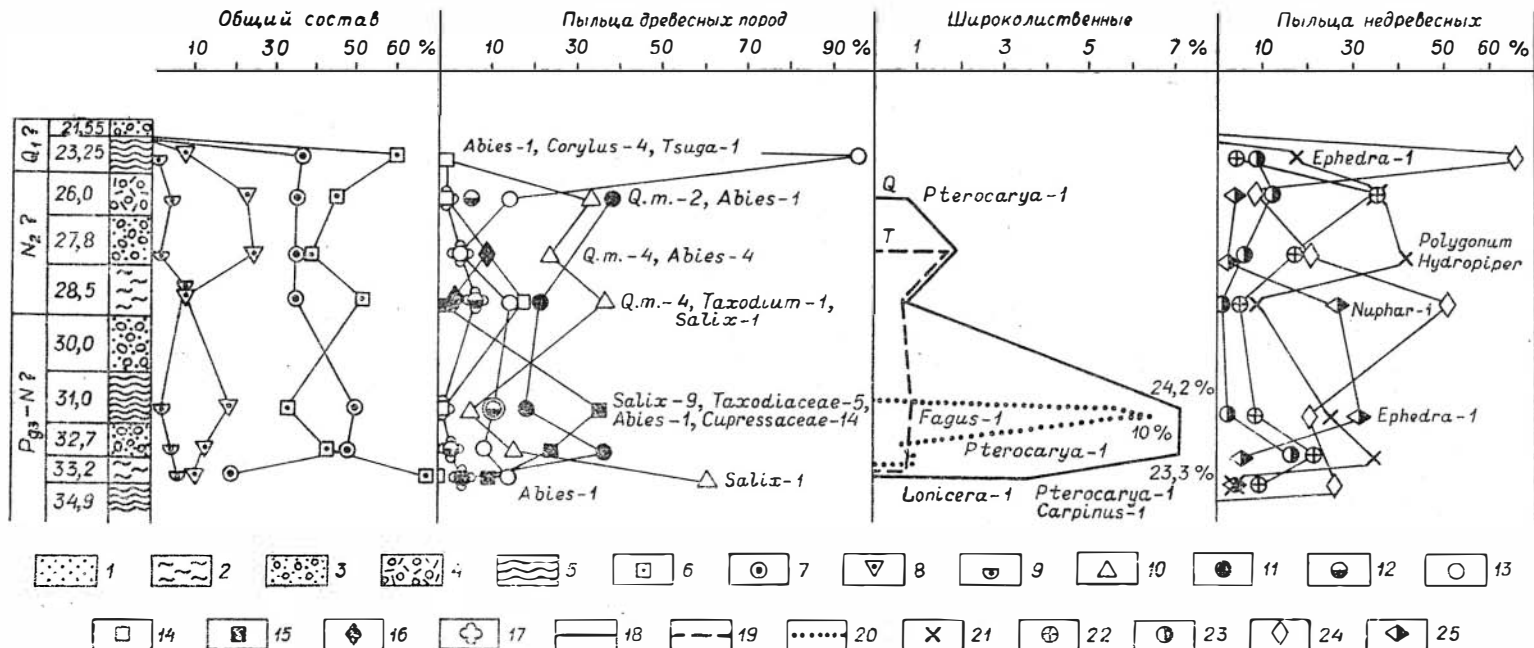 Общий состав Пыльца древесных пород Широколиственные Пыльца недревесных
10 30 50 60 % 10 30 50 90 % 1 3 5 7 % 10 30 50 60 %
Q₁? 21,55
23,25 Abies-1, Corylus-4, Tsuga-1 Ephedra-1
N₂? 26,0 Q.m.-2, Abies-1 Q Pterocarya-1
27,8 Q.m.-4, Abies-4 T Polygonum
Hydropiper
28,5 Q.m.-4, Taxodium-1, Nuphar-1
Salix-1
Pg₃-N? 30,0
24,2 %
31,0 Salix-9, Taxodiaceae-5, Fagus-1 Ephedra-1
Abies-1, Cupressaceae-14 10 %
32,7 Pterocarya-1
33,2 Abies-1 Salix-1 23,3 %
34,9 Lonicera-1 Pterocarya-1
Carpinus-1
1 2 3 4 5 6 7 8 9 10 11 12 13
14 15 16 17 18 19 20 21 22 23 24 25